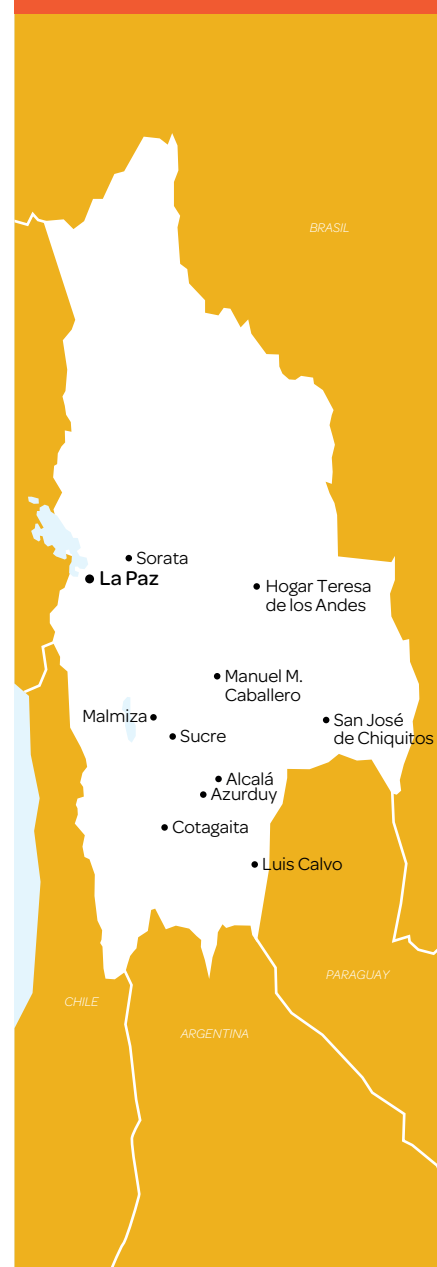 BRASIL
Sorata
La Paz
Hogar Teresa
de los Andes
Manuel M.
Caballero
Malmiza
San José
de Chiquitos
Sucre
Alcalá
Azurduy
Cotagaita
Luis Calvo
PARAGUAY
CHILE
ARGENTINA